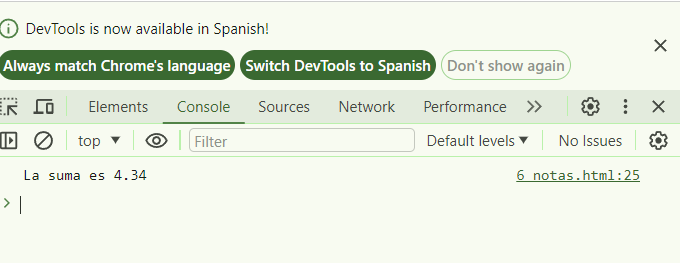 DevTools is now available in Spanish!
Always match Chrome's language Switch DevTools to Spanish Don't show again
Elements Console Sources Network Performance
top Filter Default levels No Issues
La suma es 4.34 6 notas.html:25